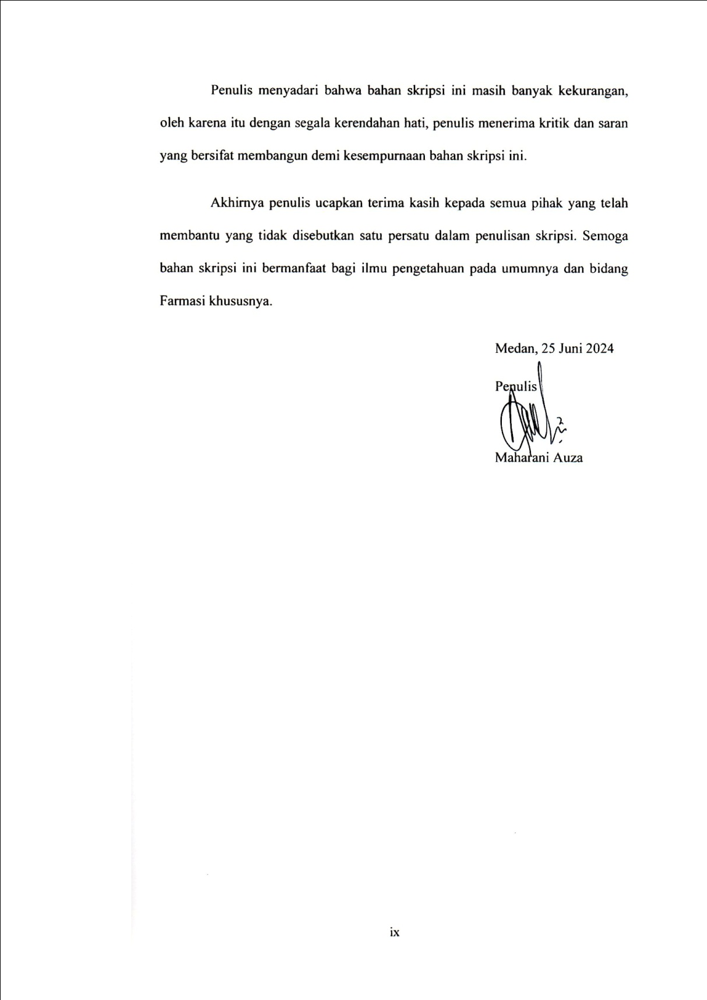 Penulis menyadari bahwa bahan skripsi ini masih banyak kekurangan,
oleh karena itu dengan segala kerendahan hati, penulis menerima kritik dan saran
yang bersifat membangun demi kesempurnaan bahan skripsi ini.
Akhirnya penulis ucapkan terima kasih kepada semua pihak yang telah
membantu yang tidak disebutkan satu persatu dalam penulisan skripsi. Semoga
bahan skripsi ini bermanfaat bagi ilmu pengetahuan pada umumnya dan bidang
Farmasi khususnya.
Medan, 25 Juni 2024
Penulis
Maharani Auza
ix